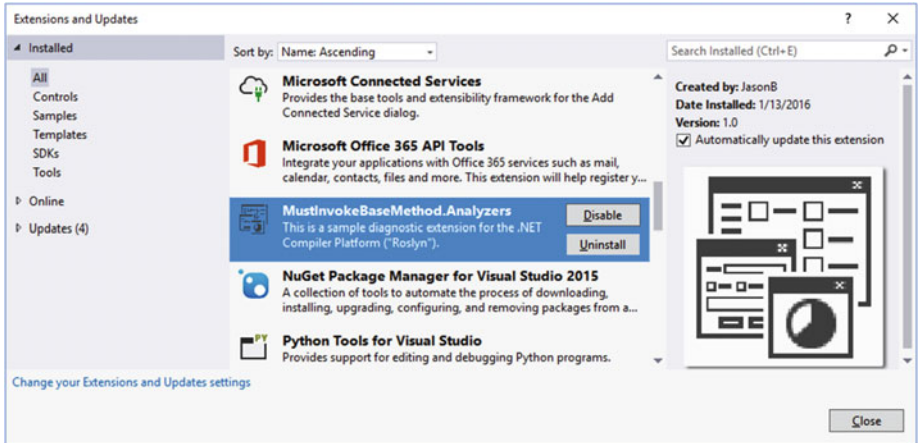 Extensions and Updates
? ×
Installed
All
Controls
Samples
Templates
SDKs
Tools
Online
Updates (4)
Sort by: Name: Ascending
Microsoft Connected Services
Provides the base tools and extensibility framework for the Add
Connected Service dialog.
Microsoft Office 365 API Tools
Integrate your applications with Office 365 services such as mail,
calendar, contacts, files and more. This extension will help register y...
MustInvokeBaseMethod.Analyzers
This is a sample diagnostic extension for the .NET
Compiler Platform ("Roslyn").
Disable
Uninstall
NuGet Package Manager for Visual Studio 2015
A collection of tools to automate the process of downloading,
installing, upgrading, configuring, and removing packages from a...
PY
Python Tools for Visual Studio
Provides support for editing and debugging Python programs.
Search Installed (Ctrl+E)
Created by: JasonB
Date Installed: 1/13/2016
Version: 1.0
Automatically update this extension
Change your Extensions and Updates settings
Close